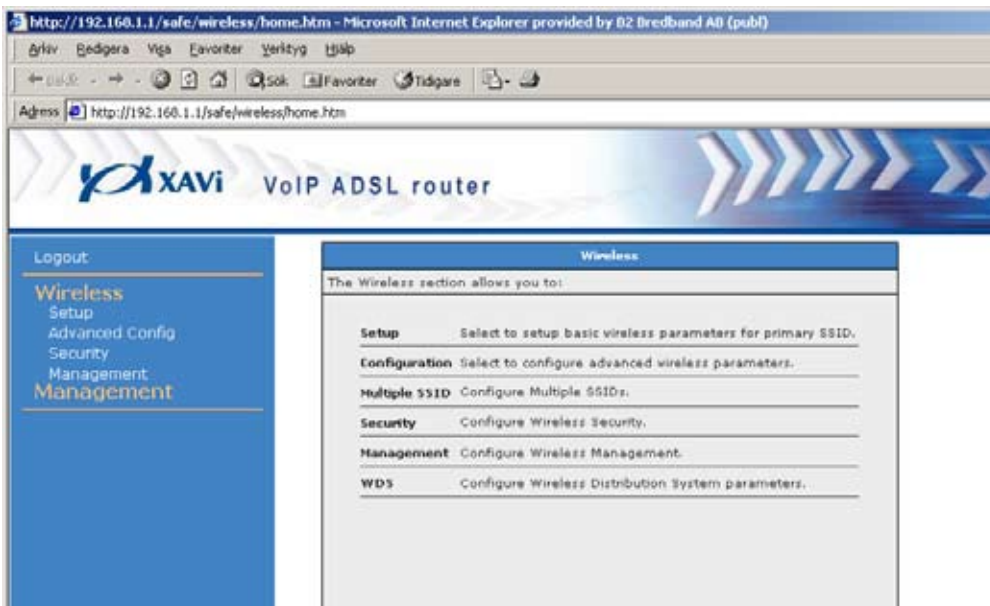 http://192.168.1.1/safe/wireless/home.htm - Microsoft Internet Explorer provided by B2 Bredband AB (publ)
Arkiv Redigera Visa Favoriter Verktyg Hjälp
Sök Favoriter Tidigare
Adress http://192.168.1.1/safe/wireless/home.htm
XAVi VoIP ADSL router
Logout
Wireless
Setup
Advanced Config
Security
Management
Management
Wireless
The Wireless section allows you to:
Setup Select to setup basic wireless parameters for primary SSID.
Configuration Select to configure advanced wireless parameters.
Multiple SSID Configure Multiple SSIDs.
Security Configure Wireless Security.
Management Configure Wireless Management.
WDS Configure Wireless Distribution System parameters.